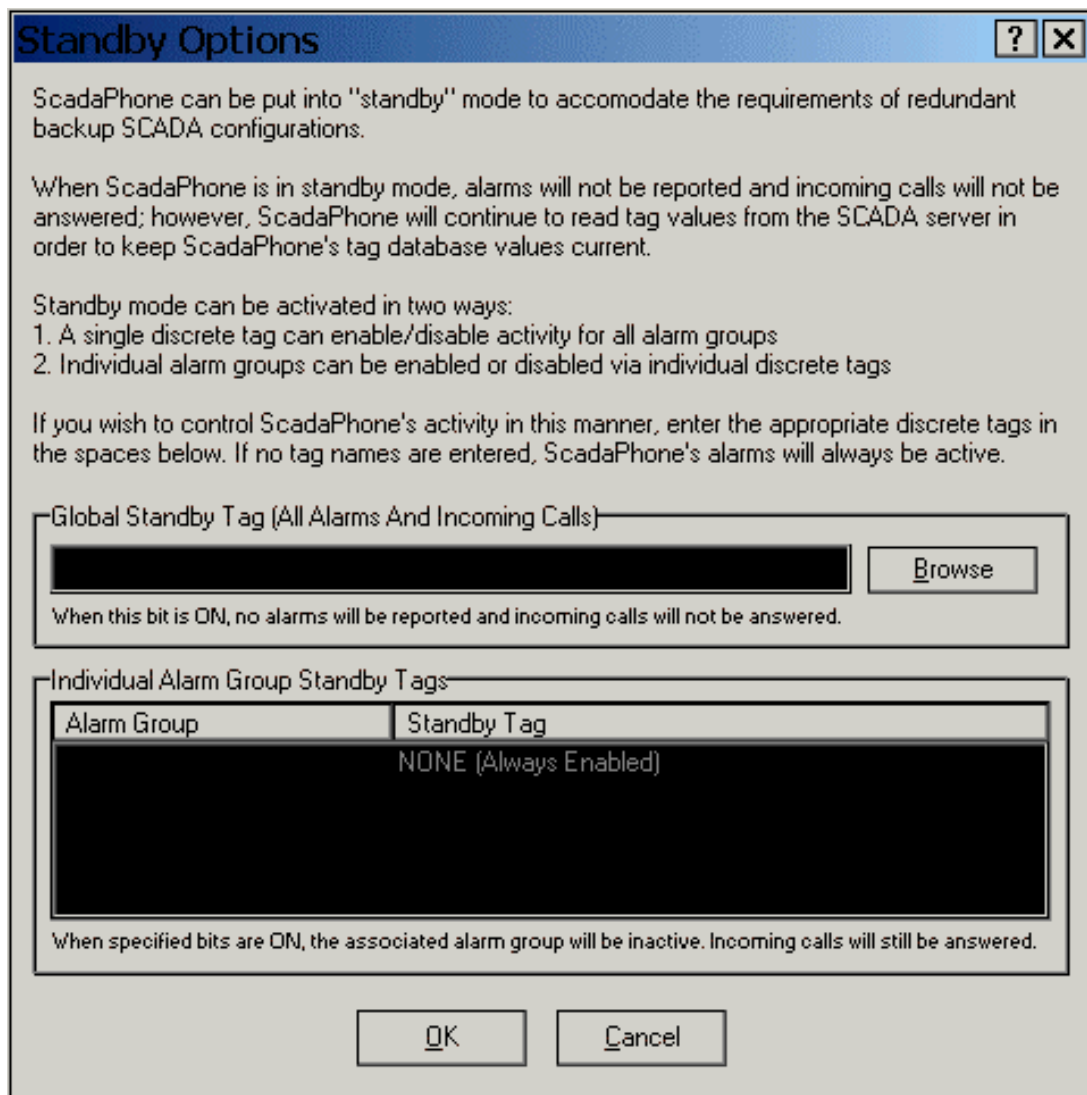 Standby Options
ScadaPhone can be put into "standby" mode to accomodate the requirements of redundant
backup SCADA configurations.
When ScadaPhone is in standby mode, alarms will not be reported and incoming calls will not be
answered; however, ScadaPhone will continue to read tag values from the SCADA server in
order to keep ScadaPhone's tag database values current.
Standby mode can be activated in two ways:
1. A single discrete tag can enable/disable activity for all alarm groups
2. Individual alarm groups can be enabled or disabled via individual discrete tags
If you wish to control ScadaPhone's activity in this manner, enter the appropriate discrete tags in
the spaces below. If no tag names are entered, ScadaPhone's alarms will always be active.
Global Standby Tag (All Alarms And Incoming Calls)
Browse
When this bit is ON, no alarms will be reported and incoming calls will not be answered.
Individual Alarm Group Standby Tags
Alarm Group Standby Tag
NONE (Always Enabled)
When specified bits are ON, the associated alarm group will be inactive. Incoming calls will still be answered.
OK Cancel